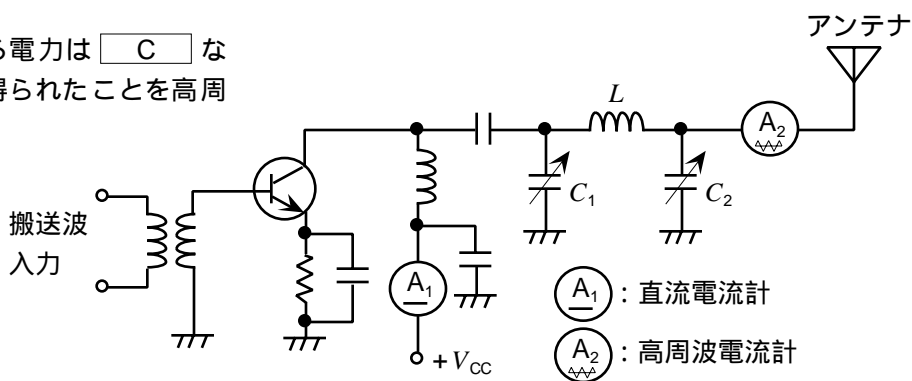 る電力は C な
得られたことを高周
アンテナ
L
A2
C1
C2
搬送波
入力
A1
A1 : 直流電流計
+VCC
A2 : 高周波電流計